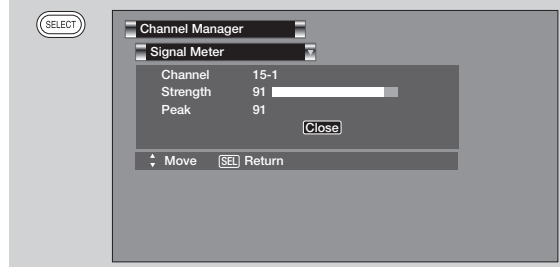 SELECT
Channel Manager
Signal Meter
Channel 15-1
Strength 91
Peak 91
Close
Move SEL Return